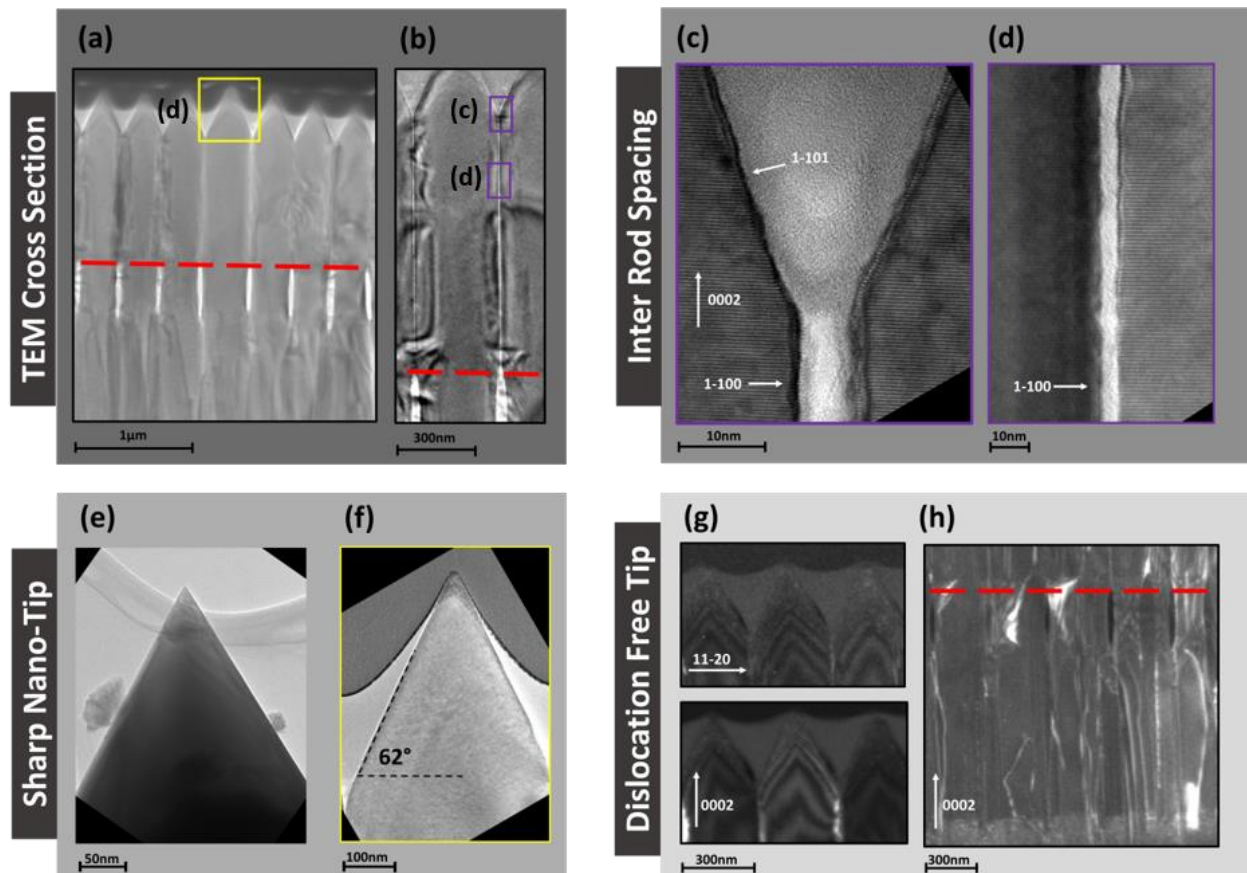 TEM Cross Section
(a)
(b)
(d)
(c)
(d)
1µm
300nm
Inter Rod Spacing
(c)
(d)
1-101
0002
1-100
1-100
10nm
10nm
Sharp Nano-Tip
(e)
(f)
62°
50nm
100nm
Dislocation Free Tip
(g)
(h)
11-20
0002
0002
300nm
300nm